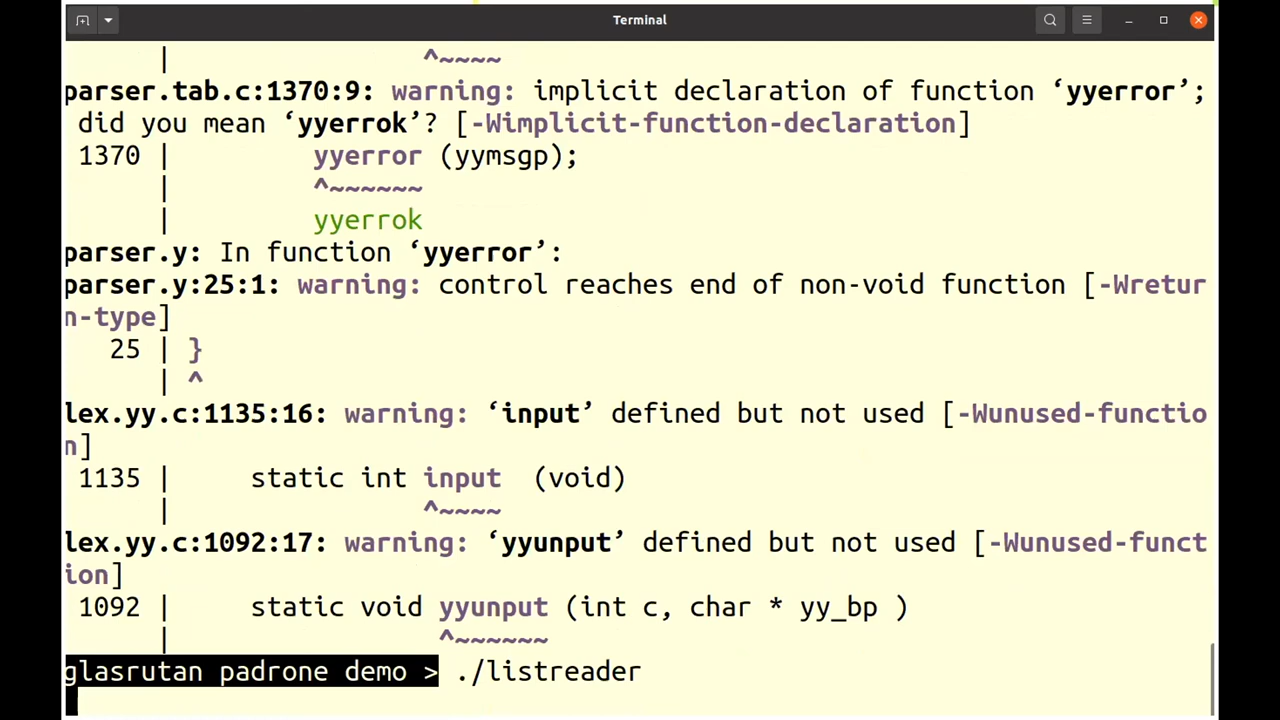 Terminal
|                ^~~~~
parser.tab.c:1370:9: warning: implicit declaration of function ‘yyerror’;
 did you mean ‘yyerrok’? [-Wimplicit-function-declaration]
 1370 |         yyerror (yymsgp);
      |         ^~~~~~~
      |         yyerrok
parser.y: In function ‘yyerror’:
parser.y:25:1: warning: control reaches end of non-void function [-Wretur
n-type]
   25 | }
      | ^
lex.yy.c:1135:16: warning: ‘input’ defined but not used [-Wunused-functio
n]
 1135 |     static int input  (void)
      |                ^~~~~
lex.yy.c:1092:17: warning: ‘yyunput’ defined but not used [-Wunused-funct
ion]
 1092 |     static void yyunput (int c, char * yy_bp )
      |                 ^~~~~~~
glasrutan padrone demo > ./listreader